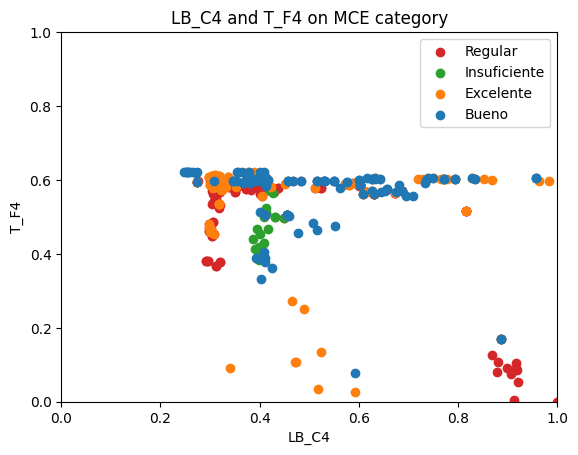 LB_C4 and T_F4 on MCE category
1.0
0.8
0.6
0.4
0.2
0.0
T_F4
Regular
Insuficiente
Excelente
Bueno
0.0 0.2 0.4 0.6 0.8 1.0
LB_C4